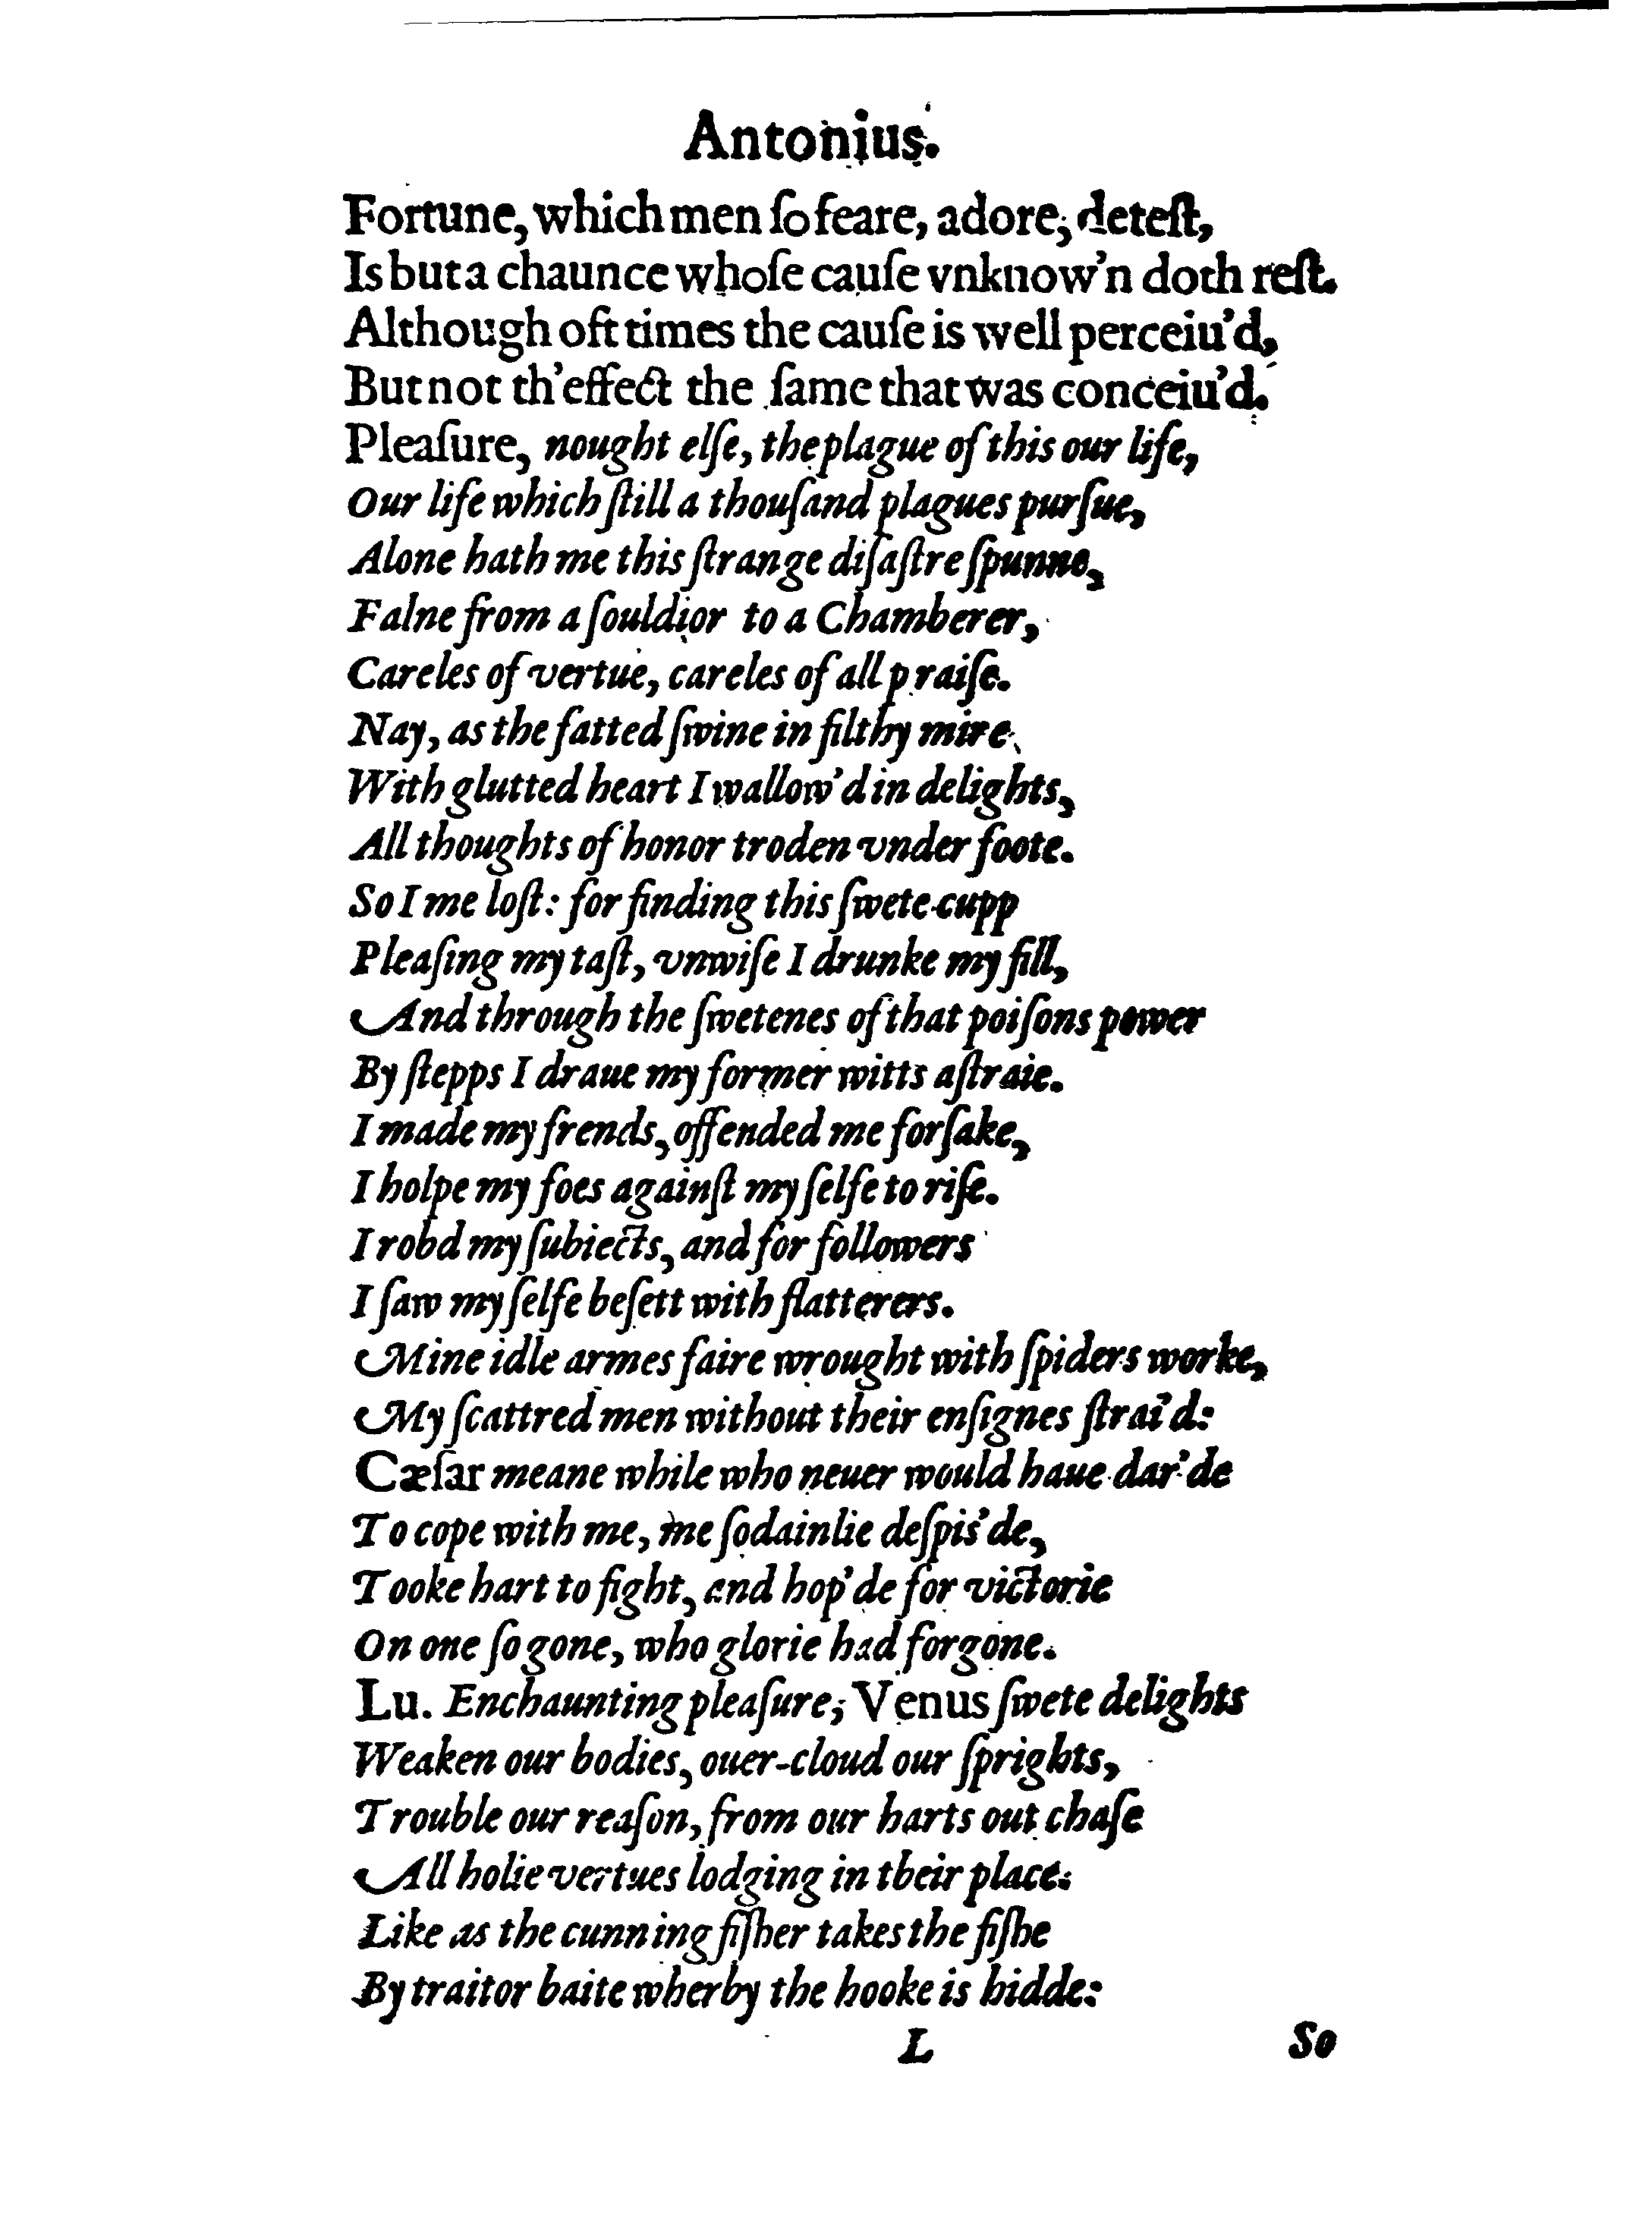 Antonius.
Fortune, which men ſo feare, adore, deteſt,
Is but a chaunce whoſe cauſe vnknow'n doth reſt.
Although oft times the cauſe is well perceiu'd,
But not th'effect the ſame that was conceiu'd.
Pleaſure, nought elſe, the plague of this our life,
Our life which ſtill a thouſand plagues purſue,
Alone hath me this ſtrange diſaſtre ſpunne,
Falne from a ſouldior to a Chamberer,
Careles of vertue, careles of all praiſe.
Nay, as the fatted ſwine in filthy mire
With glutted heart I wallow'd in delights,
All thoughts of honor troden vnder foote.
So I me loſt: for finding this ſwete cupp
Pleaſing my taſt, vnwiſe I drunke my fill,
And through the ſwetenes of that poiſons power
By ſtepps I draue my former witts aſtraie.
I made my frends, offended me forſake,
I holpe my foes againſt my ſelfe to riſe.
I robd my ſubiects, and for followers
I ſaw my ſelfe beſett with flatterers.
Mine idle armes faire wrought with ſpiders worke,
My ſcattred men without their enſignes ſtrai'd:
Cæſar meane while who neuer would haue dar'de
To cope with me, me ſodainlie deſpis'de,
Tooke hart to fight, and hop'de for victorie
On one ſo gone, who glorie had forgone.
Lu. Enchaunting pleaſure; Venus ſwete delights
Weaken our bodies, ouer-cloud our ſprights,
Trouble our reaſon, from our harts out chaſe
All holie vertues lodging in their place:
Like as the cunning fiſher takes the fiſhe
By traitor baite wherby the hooke is hidde:
L So